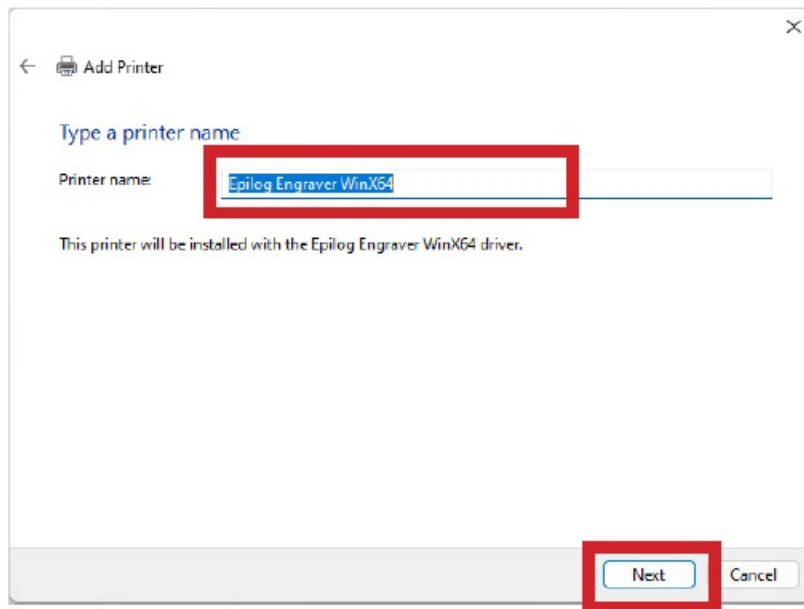 Add Printer
Type a printer name
Printer name:
Epilog Engraver WinX64
This printer will be installed with the Epilog Engraver WinX64 driver.
Next
Cancel